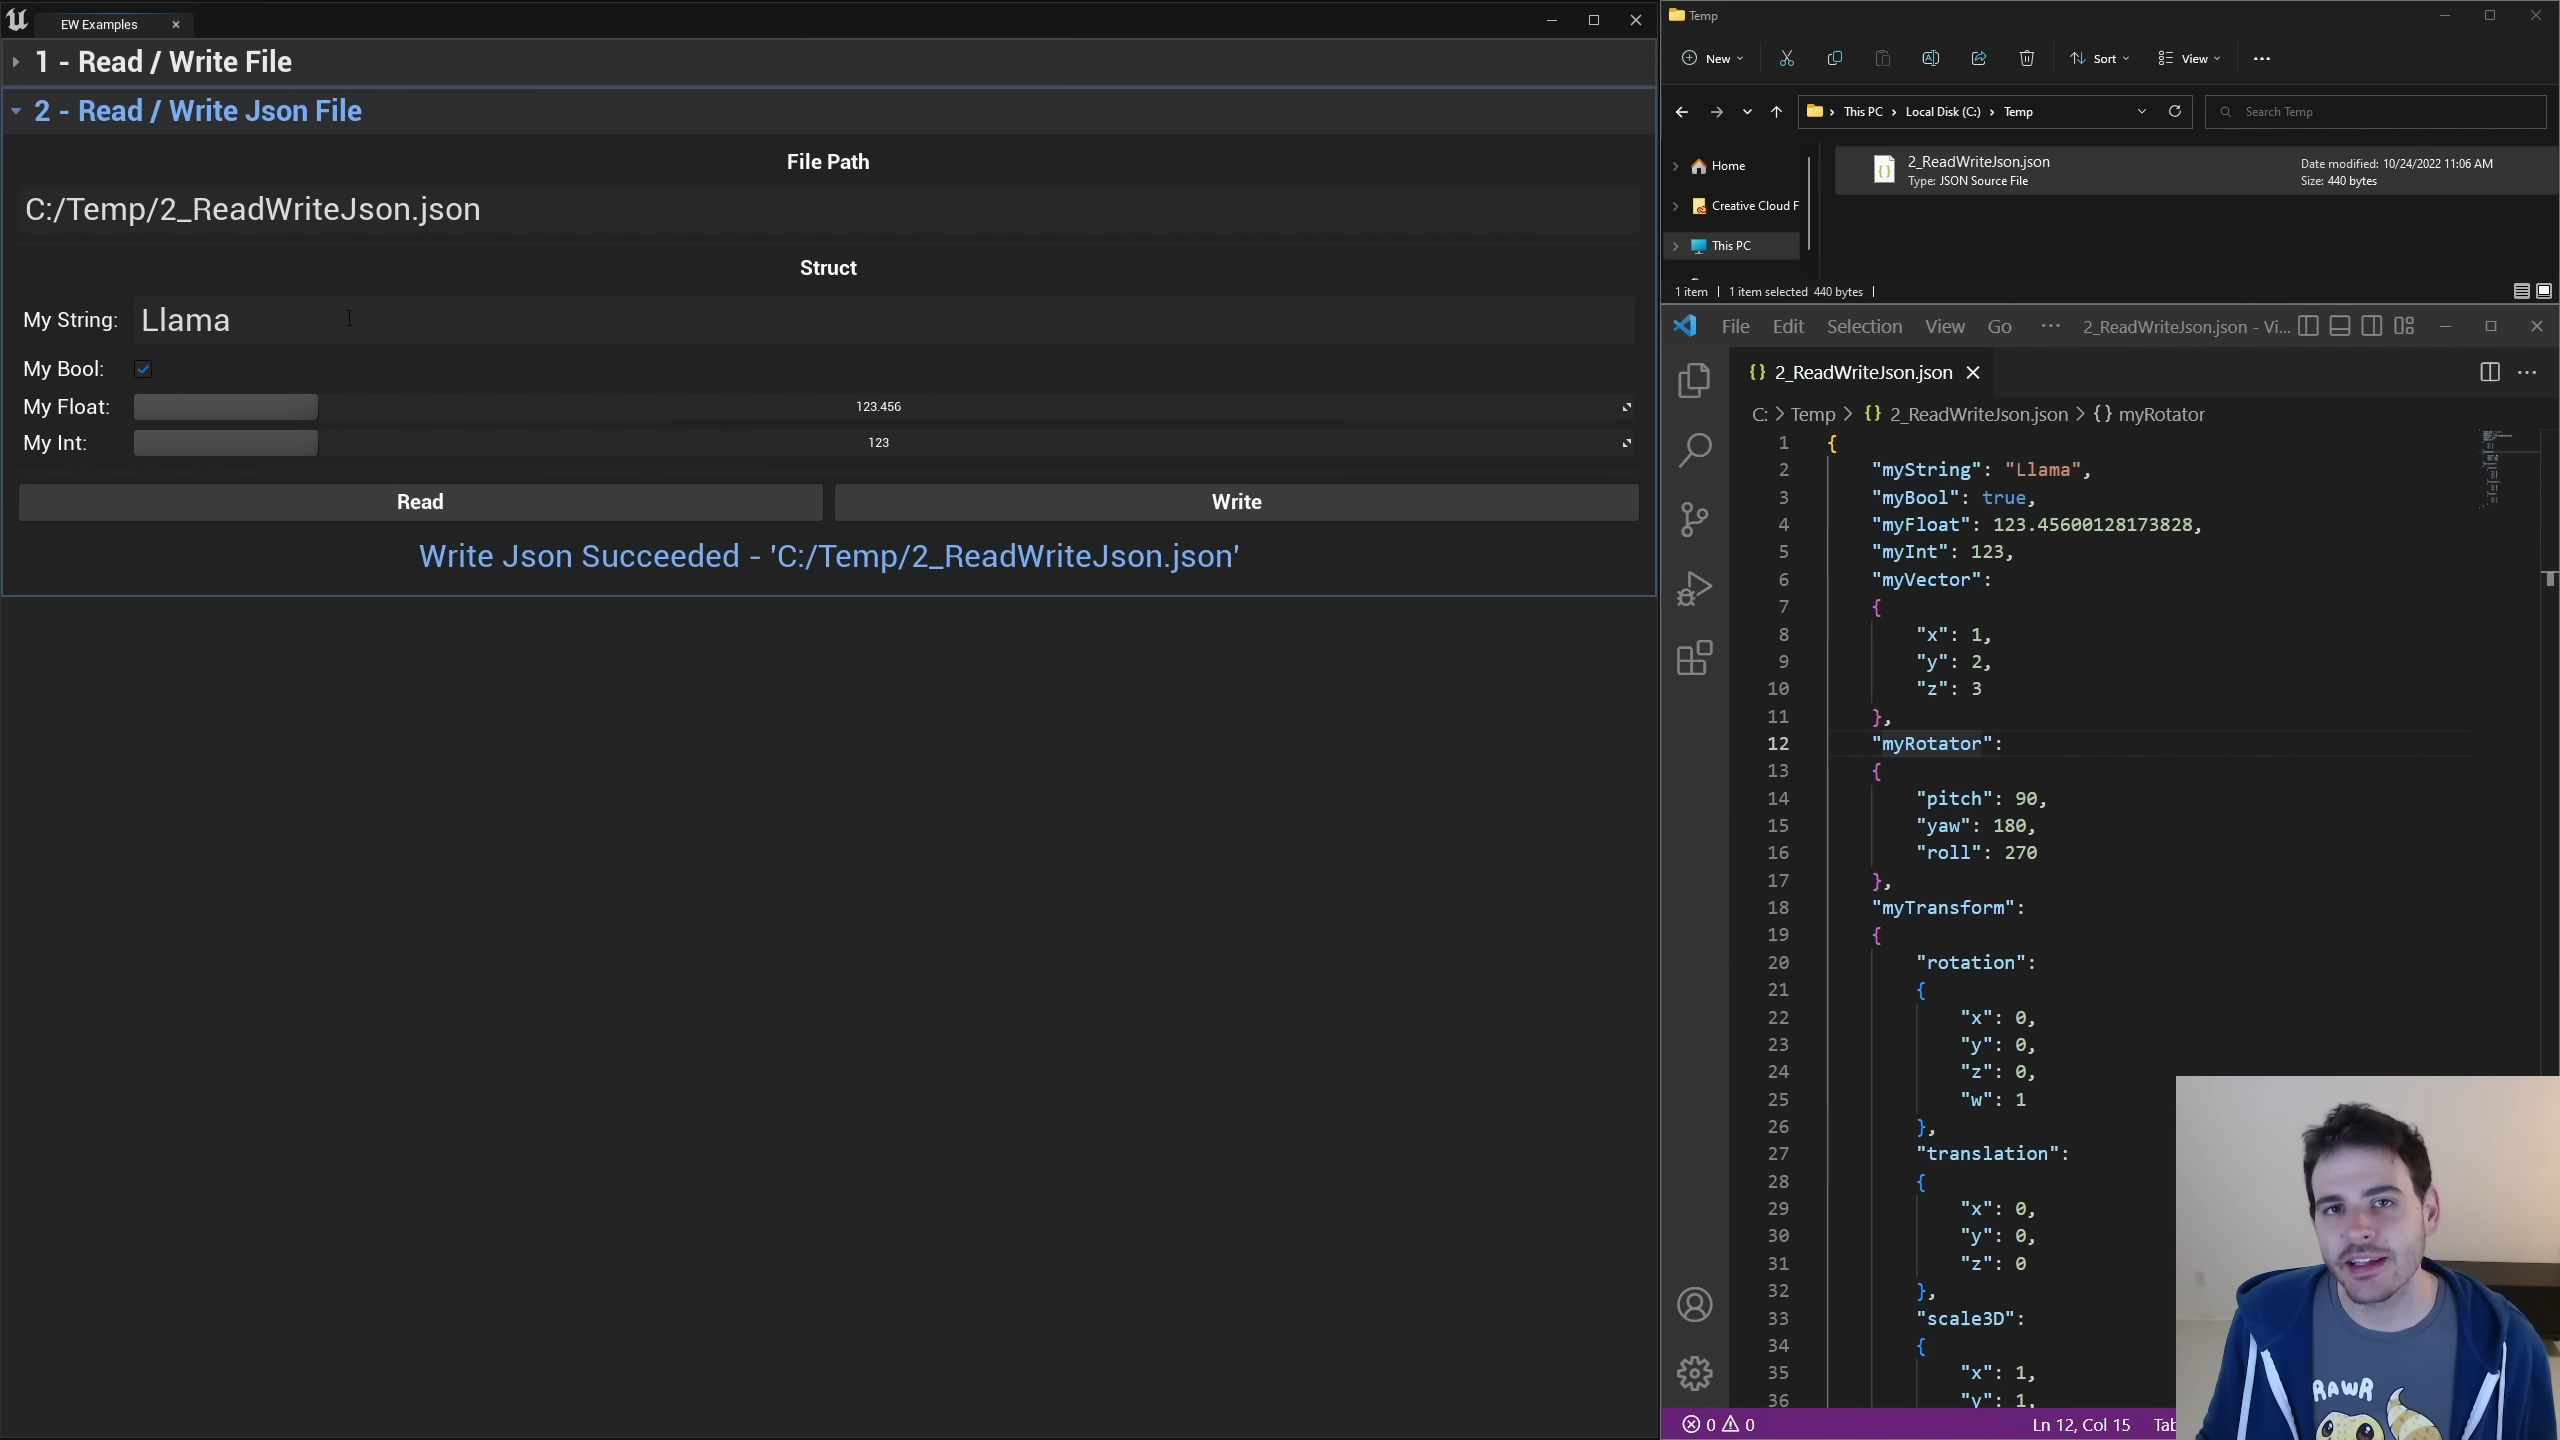 EW Examples
1 - Read / Write File
2 - Read / Write Json File
File Path
C:/Temp/2_ReadWriteJson.json
Struct
My String: Llama
My Bool:
My Float: 123.456
My Int: 123
Read Write
Write Json Succeeded - 'C:/Temp/2_ReadWriteJson.json'
Temp
New Sort View
This PC Local Disk (C:) Temp Search Temp
Home
Creative Cloud F
This PC
2_ReadWriteJson.json Date modified: 10/24/2022 11:06 AM
Type: JSON Source File Size: 440 bytes
1 item 1 item selected 440 bytes
File Edit Selection View Go ··· 2_ReadWriteJson.json - Vi...
{} 2_ReadWriteJson.json
C: > Temp > {} 2_ReadWriteJson.json > {} myRotator
1 {
2 "myString": "Llama",
3 "myBool": true,
4 "myFloat": 123.45600128173828,
5 "myInt": 123,
6 "myVector":
7 {
8 "x": 1,
9 "y": 2,
10 "z": 3
11 },
12 "myRotator":
13 {
14 "pitch": 90,
15 "yaw": 180,
16 "roll": 270
17 },
18 "myTransform":
19 {
20 "rotation":
21 {
22 "x": 0,
23 "y": 0,
24 "z": 0,
25 "w": 1
26 },
27 "translation":
28 {
29 "x": 0,
30 "y": 0,
31 "z": 0
32 },
33 "scale3D":
34 {
35 "x": 1,
36 "y": 1,
0 0 Ln 12, Col 15 Tab
RAWR